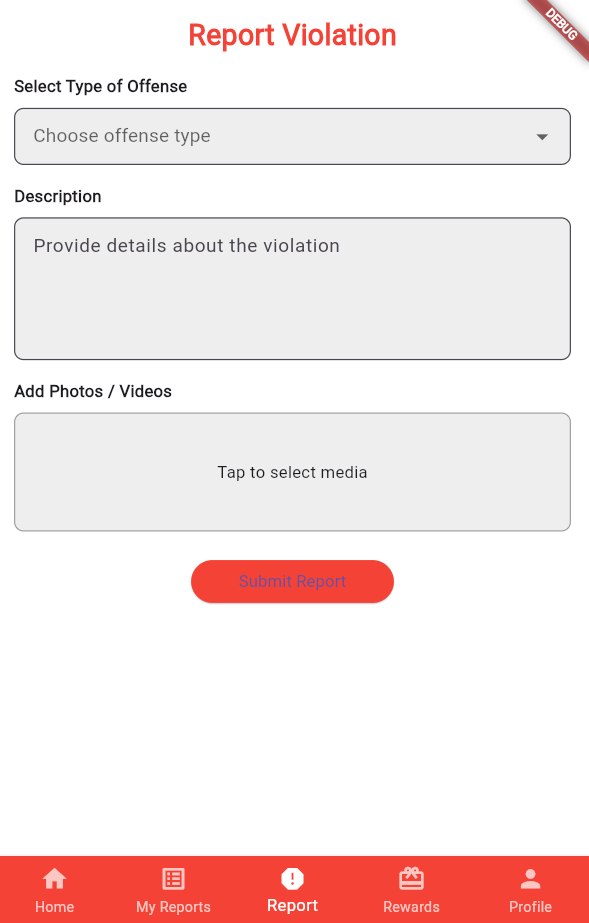 DEBUG
Report Violation
Select Type of Offense
Choose offense type
Description
Provide details about the violation
Add Photos / Videos
Tap to select media
Submit Report
Home
My Reports
Report
Rewards
Profile